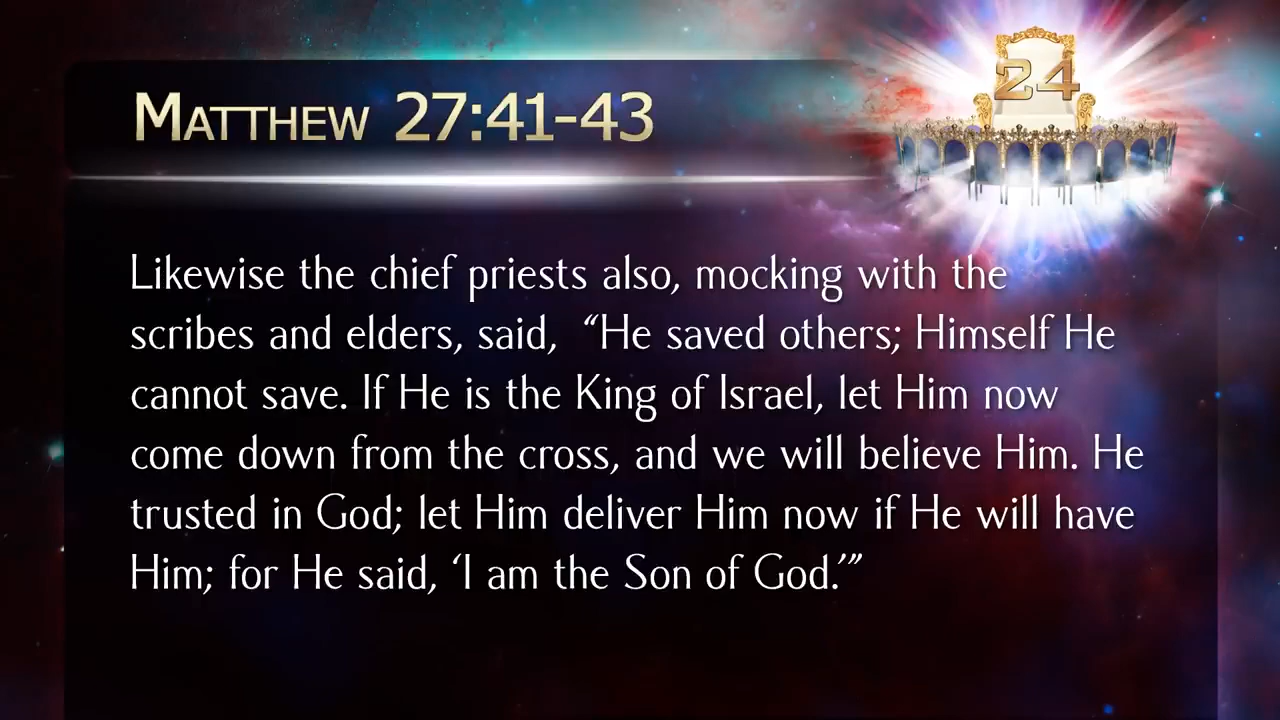 MATTHEW 27:41-43
24
Likewise the chief priests also, mocking with the
scribes and elders, said, “He saved others; Himself He
cannot save. If He is the King of Israel, let Him now
come down from the cross, and we will believe Him. He
trusted in God; let Him deliver Him now if He will have
Him; for He said, ‘I am the Son of God.’”